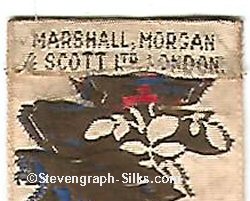 MARSHALL, MORGAN
& SCOTT LTD LONDON.
©Stevengraph-Silks.com